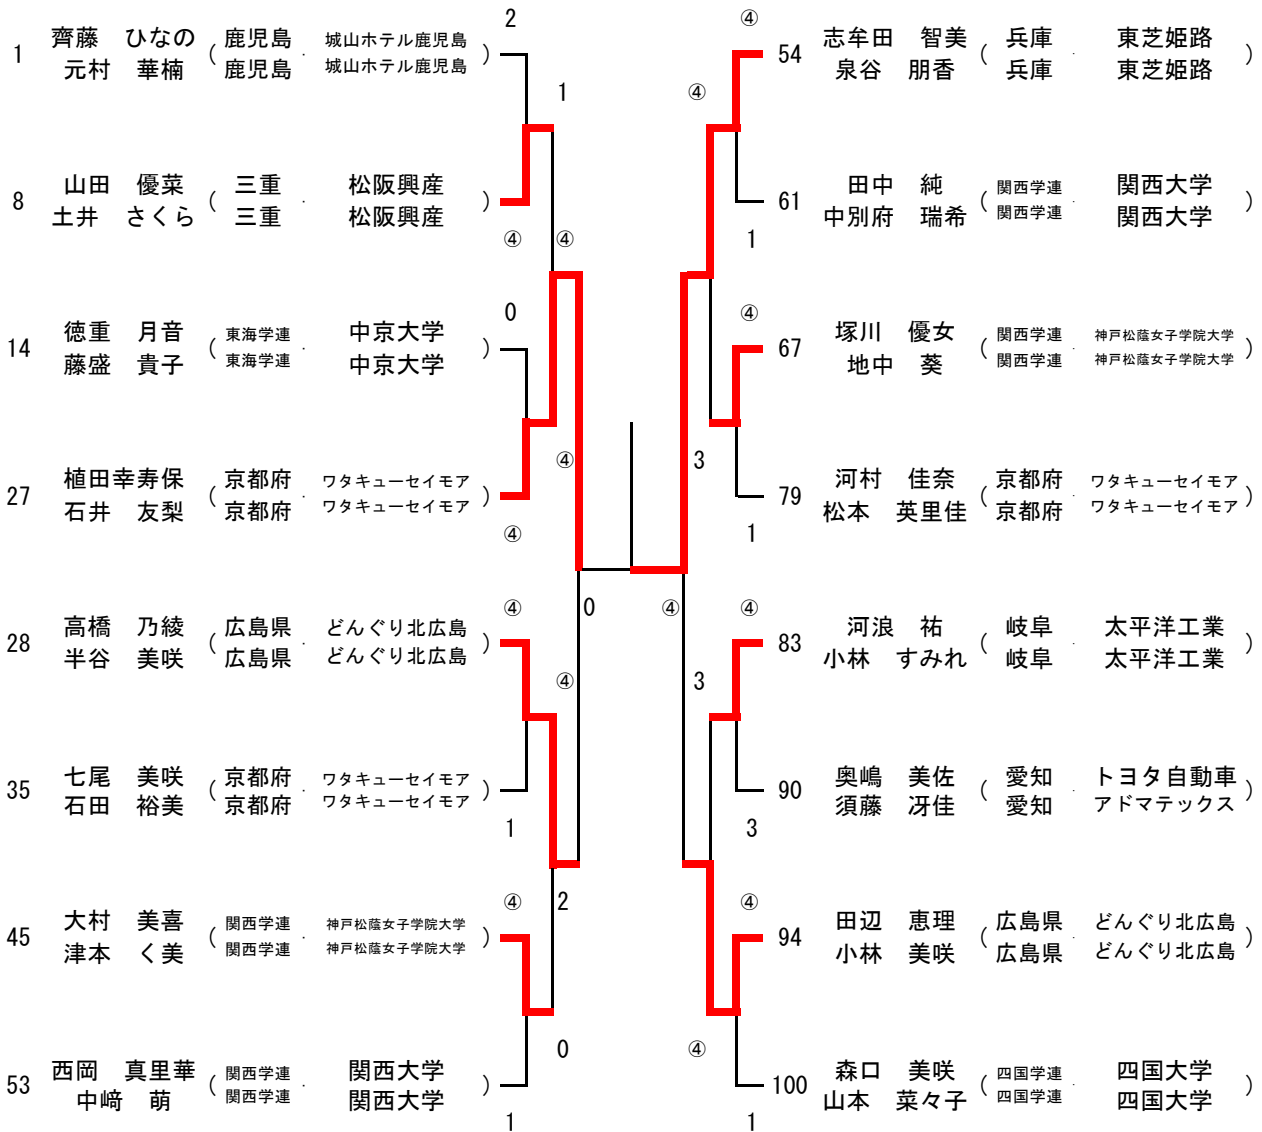 2
1 齊藤 ひなの ( 鹿児島 ・ 城山ホテル鹿児島 )
元村 華楠 鹿児島 城山ホテル鹿児島
1
8 山田 優菜 ( 三重 ・ 松阪興産 )
土井 さくら 三重 松阪興産
④ ④
0
14 徳重 月音 ( 東海学連 ・ 中京大学 )
藤盛 貴子 東海学連 中京大学
④
27 植田幸寿保 ( 京都府 ・ ワタキューセイモア )
石井 友梨 京都府 ワタキューセイモア
④
④ 0
28 高橋 乃綾 ( 広島県 ・ どんぐり北広島 )
半谷 美咲 広島県 どんぐり北広島
④
35 七尾 美咲 ( 京都府 ・ ワタキューセイモア )
石田 裕美 京都府 ワタキューセイモア
1
④ 2
45 大村 美喜 ( 関西学連 ・ 神戸松蔭女子学院大学 )
津本 く美 関西学連 神戸松蔭女子学院大学
0
53 西岡 真里華 ( 関西学連 ・ 関西大学 )
中﨑 萌 関西学連 関西大学
1
④
54 志牟田 智美 ( 兵庫 ・ 東芝姫路 )
泉谷 朋香 兵庫 東芝姫路
④
61 田中 純 ( 関西学連 ・ 関西大学 )
中別府 瑞希 関西学連 関西大学
1
④
67 塚川 優女 ( 関西学連 ・ 神戸松蔭女子学院大学 )
地中 葵 関西学連 神戸松蔭女子学院大学
3
79 河村 佳奈 ( 京都府 ・ ワタキューセイモア )
松本 英里佳 京都府 ワタキューセイモア
1
④ ④
83 河浪 祐 ( 岐阜 ・ 太平洋工業 )
小林 すみれ 岐阜 太平洋工業
3
90 奥嶋 美佐 ( 愛知 ・ トヨタ自動車 )
須藤 冴佳 愛知 アドマテックス
3
④
94 田辺 恵理 ( 広島県 ・ どんぐり北広島 )
小林 美咲 広島県 どんぐり北広島
④
100 森口 美咲 ( 四国学連 ・ 四国大学 )
山本 菜々子 四国学連 四国大学
1